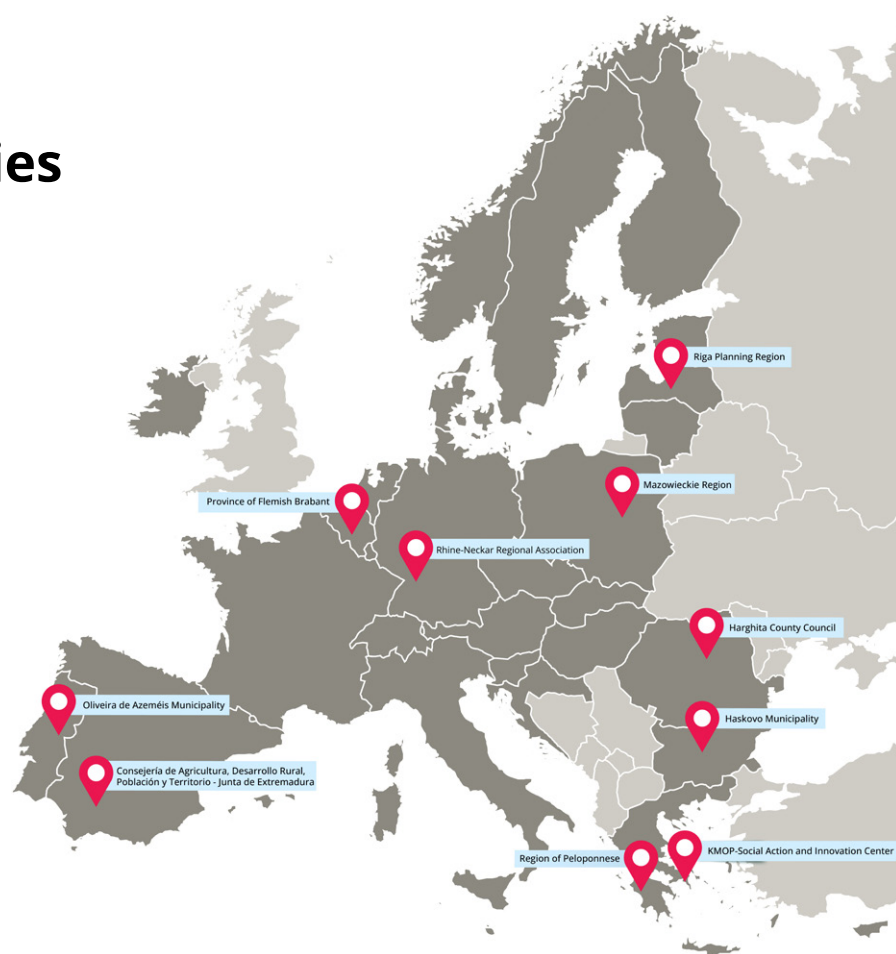 ies
Riga Planning Region
Mazowieckie Region
Province of Flemish Brabant
Rhine-Neckar Regional Association
Harghita County Council
Oliveira de Azeméis Municipality
Haskovo Municipality
Consejería de Agricultura, Desarrollo Rural,
Población y Territorio - Junta de Extremadura
KMOP-Social Action and Innovation Center
Region of Peloponnese